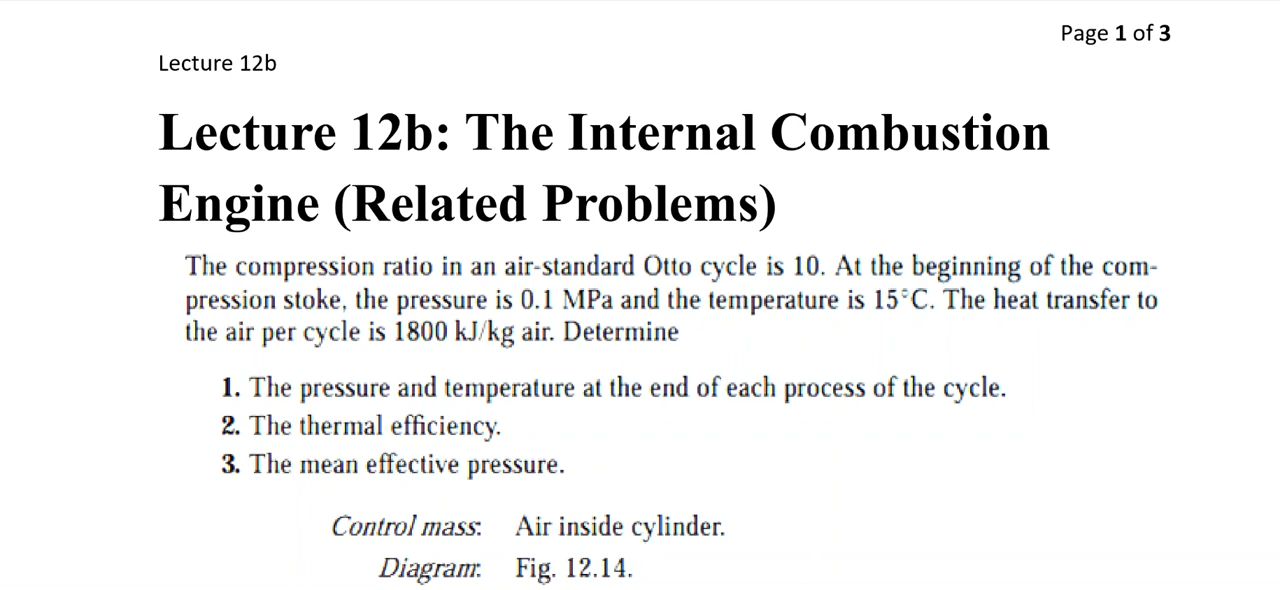 Page 1 of 3
Lecture 12b
Lecture 12b: The Internal Combustion
Engine (Related Problems)
The compression ratio in an air-standard Otto cycle is 10. At the beginning of the com-
pression stoke, the pressure is 0.1 MPa and the temperature is 15°C. The heat transfer to
the air per cycle is 1800 kJ/kg air. Determine
1. The pressure and temperature at the end of each process of the cycle.
2. The thermal efficiency.
3. The mean effective pressure.
Control mass: Air inside cylinder.
Diagram: Fig. 12.14.